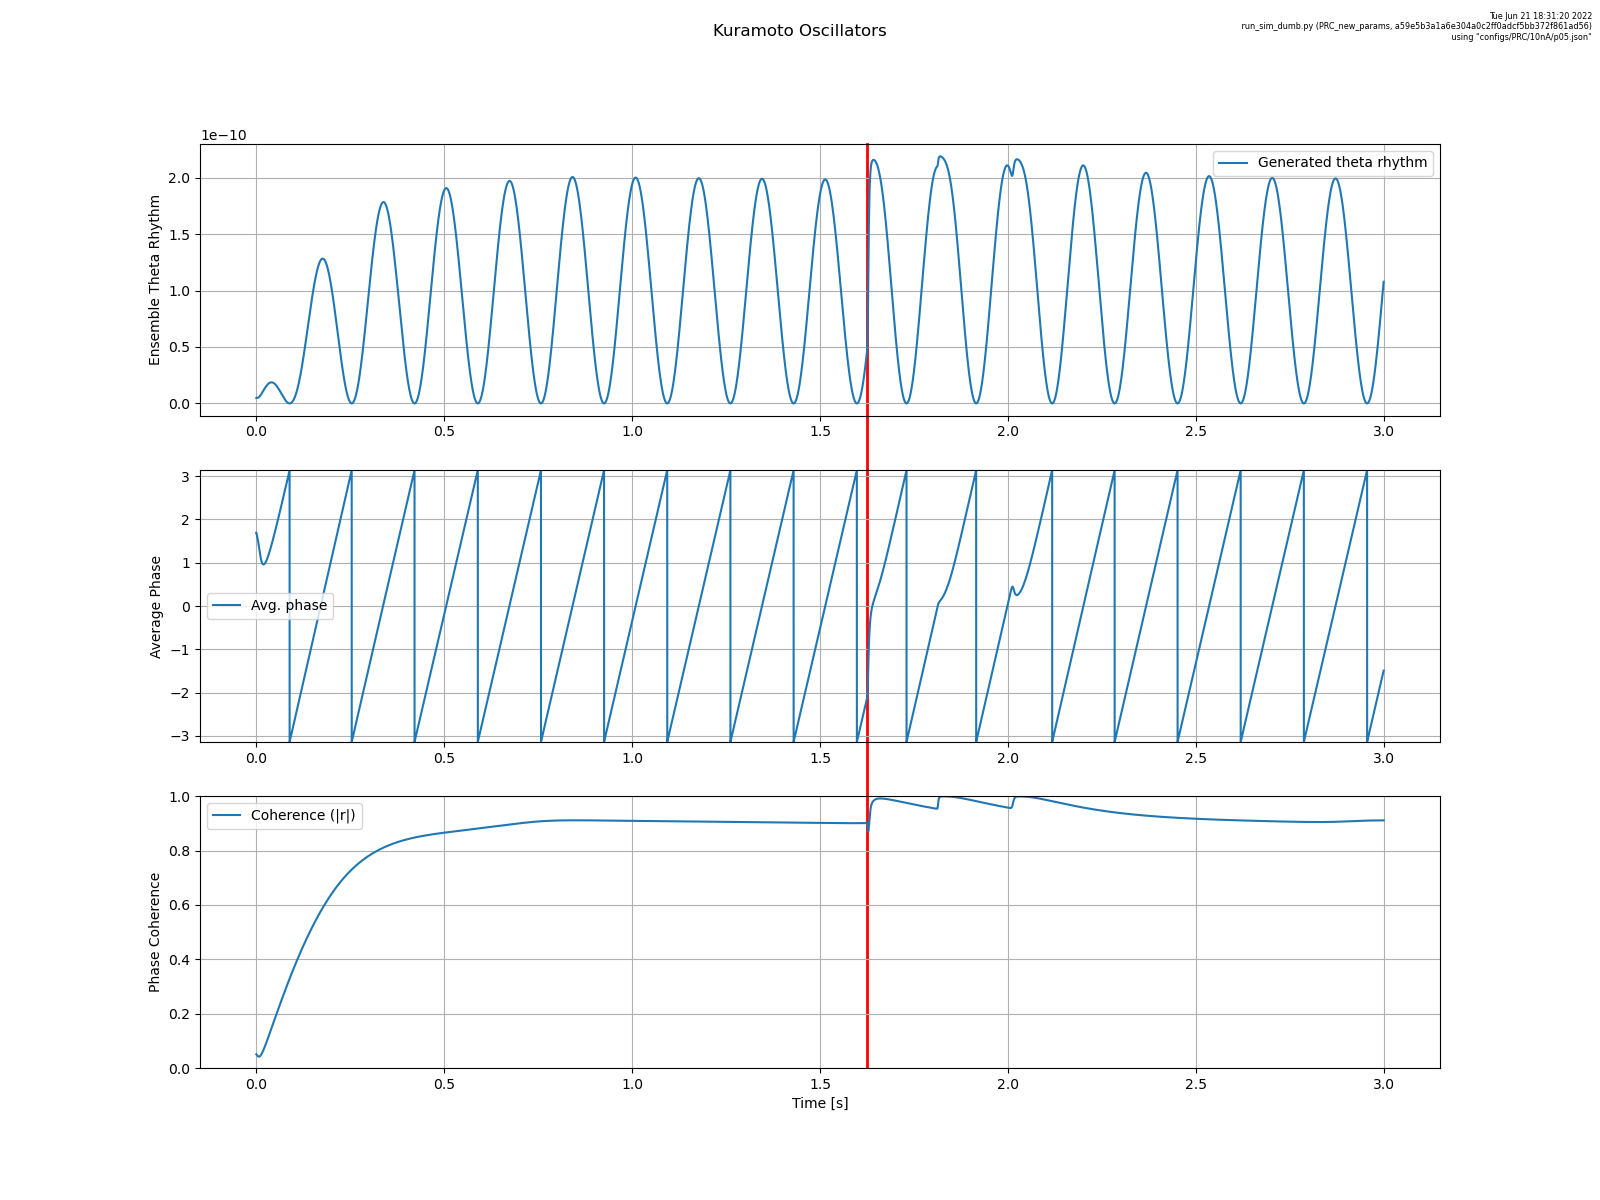 Tue Jun 21 18:31:20 2022
run_sim_dumb.py (PRC_new_params, a59e5b3a1a6e304a0c2ff0adcf5bb372f861ad56)
using "configs/PRC/10nA/p05.json"
Kuramoto Oscillators
1e−10
Generated theta rhythm
Ensemble Theta Rhythm
2.0
1.5
1.0
0.5
0.0
0.0 0.5 1.0 1.5 2.0 2.5 3.0
Average Phase
3
2
1
0
−1
−2
−3
Avg. phase
0.0 0.5 1.0 1.5 2.0 2.5 3.0
Phase Coherence
1.0
0.8
0.6
0.4
0.2
0.0
Coherence (|r|)
0.0 0.5 1.0 1.5 2.0 2.5 3.0
Time [s]